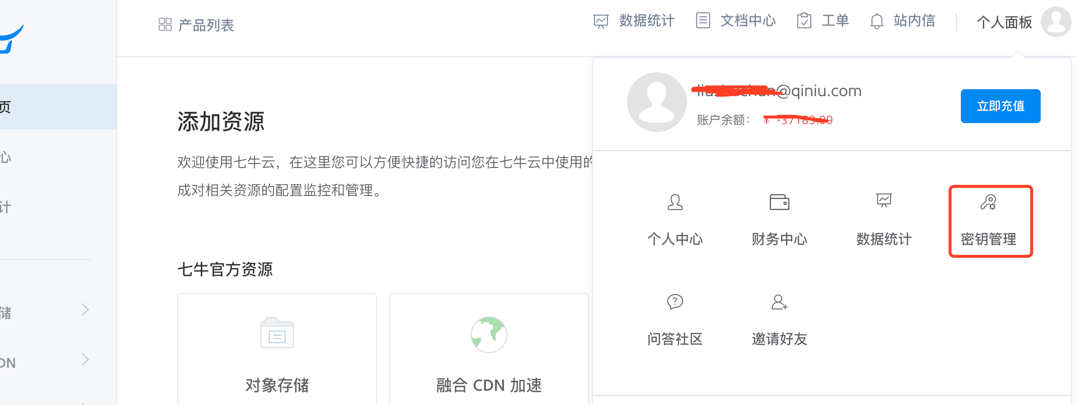 产品列表
数据统计
文档中心
工单
站内信
个人面板
页
心
计
储
DN
添加资源
欢迎使用七牛云，在这里您可以方便快捷的访问您在七牛云中使用的
成对相关资源的配置监控和管理。
七牛官方资源
对象存储
融合 CDN 加速
@qiniu.com
账户余额：
立即充值
个人中心
财务中心
数据统计
密钥管理
问答社区
邀请好友